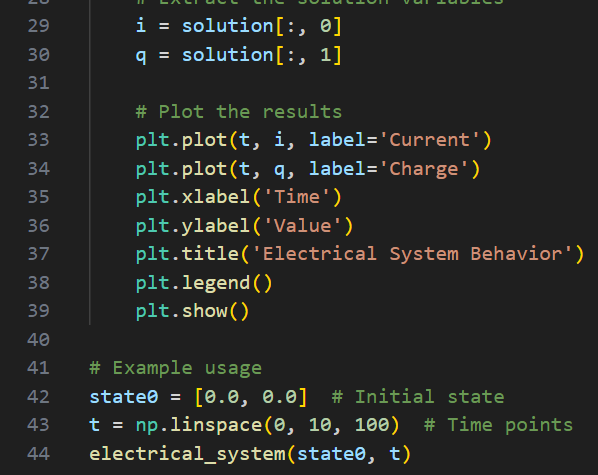 28 # Extract the solution variables
29 i = solution[:, 0]
30 q = solution[:, 1]
31
32 # Plot the results
33 plt.plot(t, i, label='Current')
34 plt.plot(t, q, label='Charge')
35 plt.xlabel('Time')
36 plt.ylabel('Value')
37 plt.title('Electrical System Behavior')
38 plt.legend()
39 plt.show()
40
41 # Example usage
42 state0 = [0.0, 0.0]  # Initial state
43 t = np.linspace(0, 10, 100)  # Time points
44 electrical_system(state0, t)